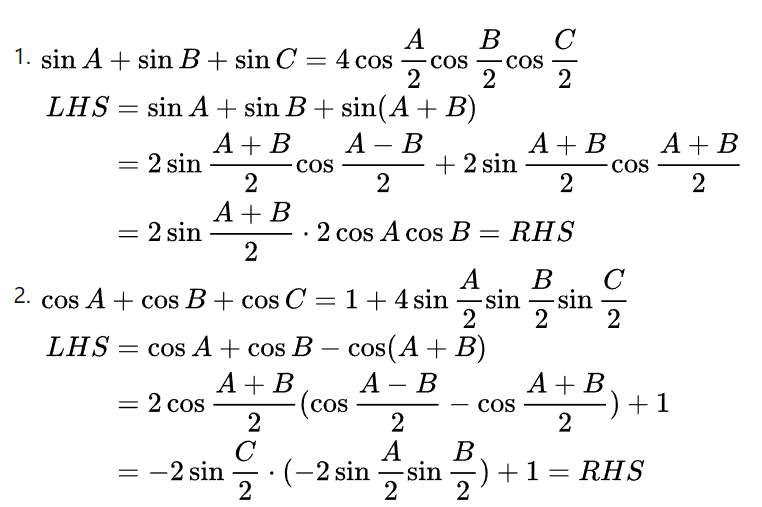 1. sin A + sin B + sin C = 4 cos A/2 cos B/2 cos C/2
LHS = sin A + sin B + sin(A + B)
= 2 sin (A + B)/2 cos (A − B)/2 + 2 sin (A + B)/2 cos (A + B)/2
= 2 sin (A + B)/2 · 2 cos A cos B = RHS
2. cos A + cos B + cos C = 1 + 4 sin A/2 sin B/2 sin C/2
LHS = cos A + cos B − cos(A + B)
= 2 cos (A + B)/2 (cos (A − B)/2 − cos (A + B)/2) + 1
= −2 sin C/2 · (−2 sin A/2 sin B/2) + 1 = RHS